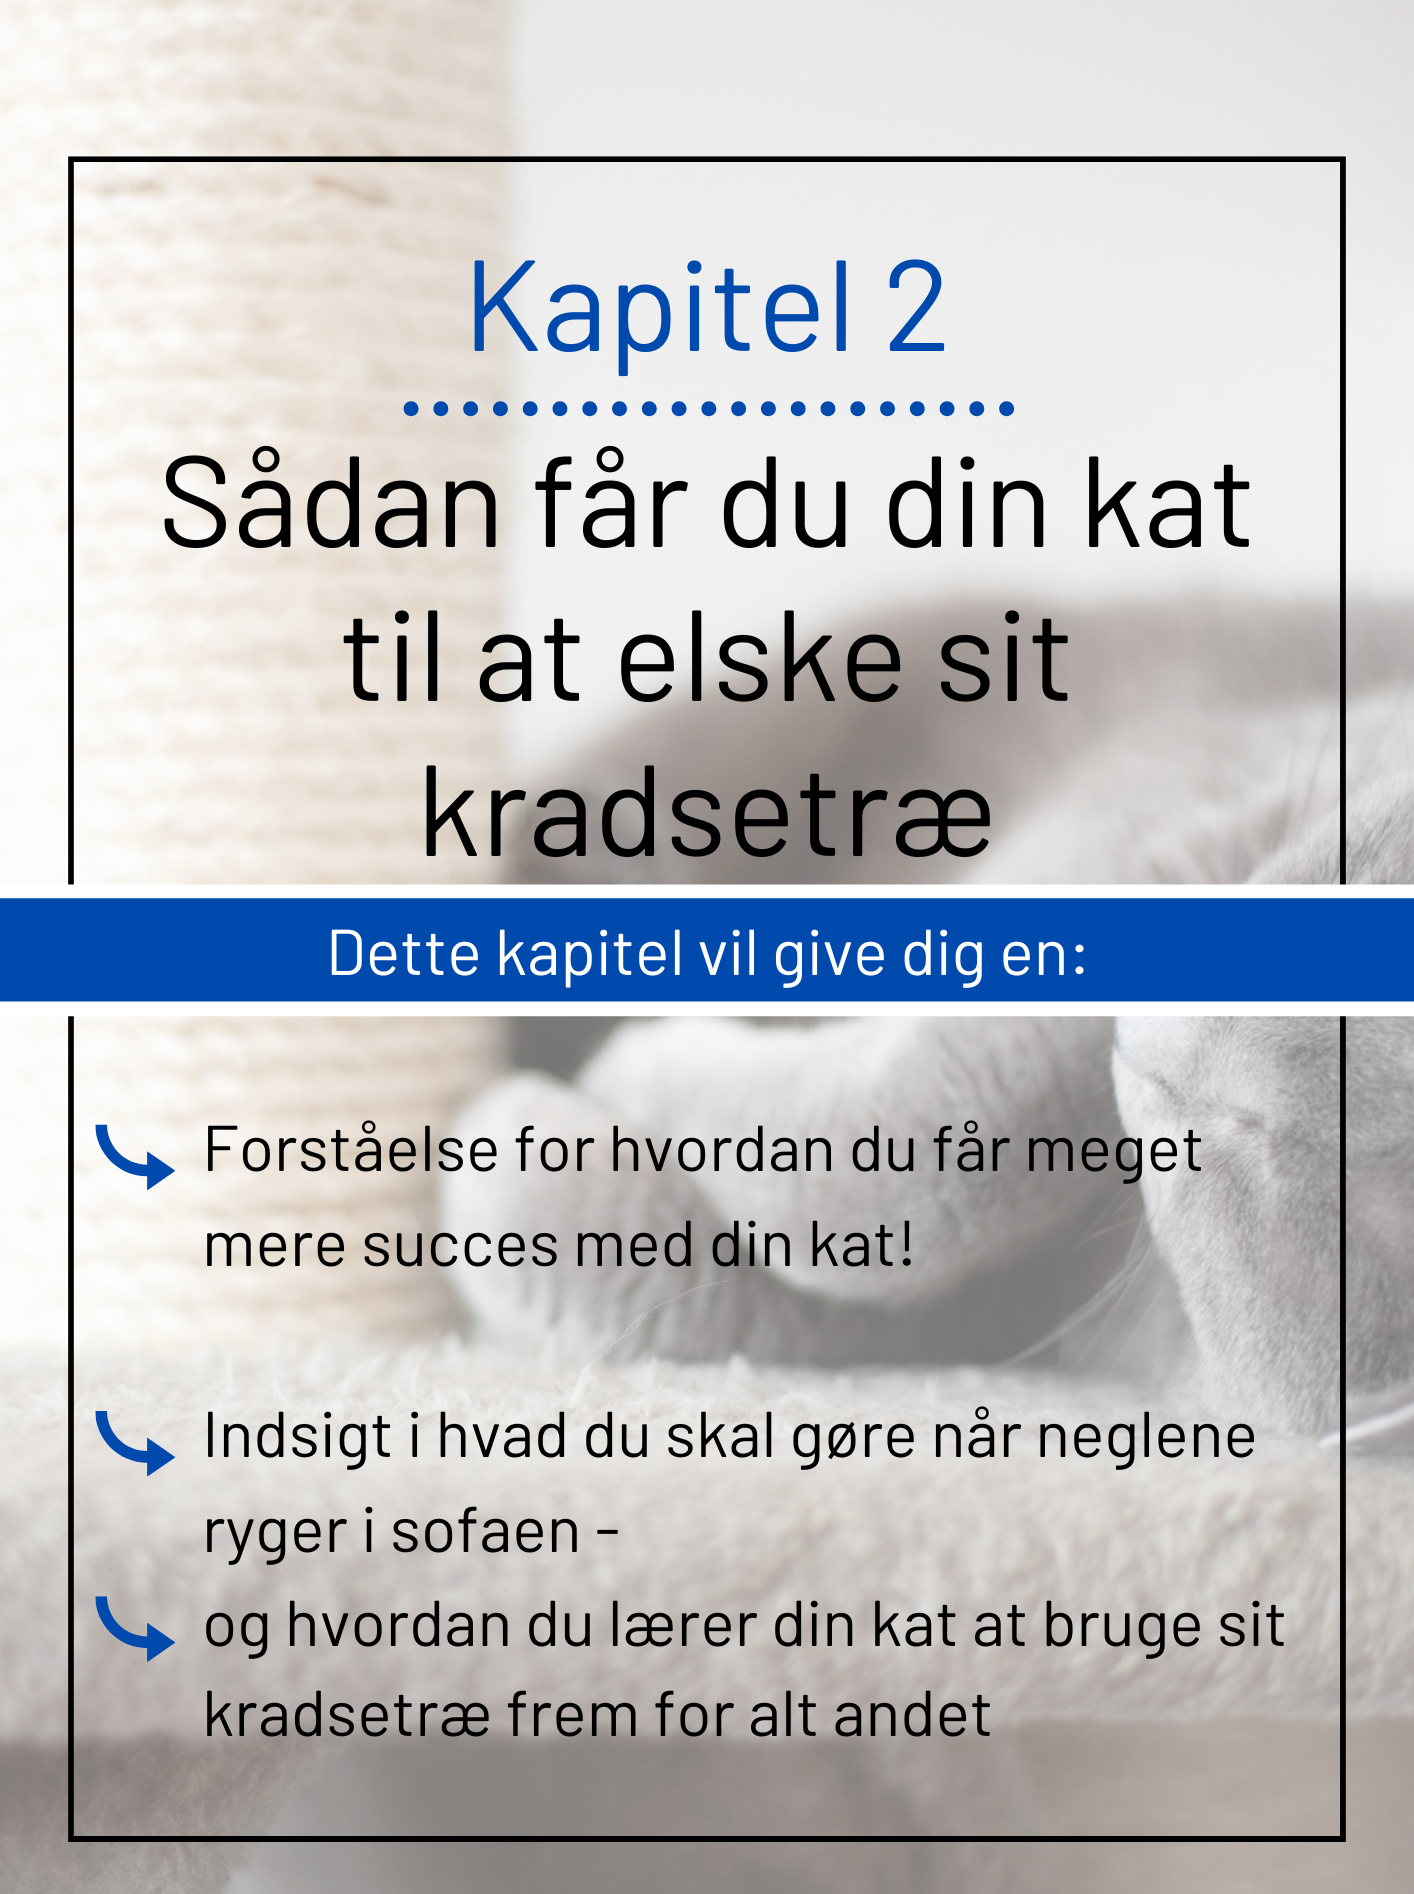 Kapitel 2
Sådan får du din kat
til at elske sit
kradsetræ
Dette kapitel vil give dig en:
Forståelse for hvordan du får meget
mere succes med din kat!
Indsigt i hvad du skal gøre når neglene
ryger i sofaen -
og hvordan du lærer din kat at bruge sit
kradsetræ frem for alt andet